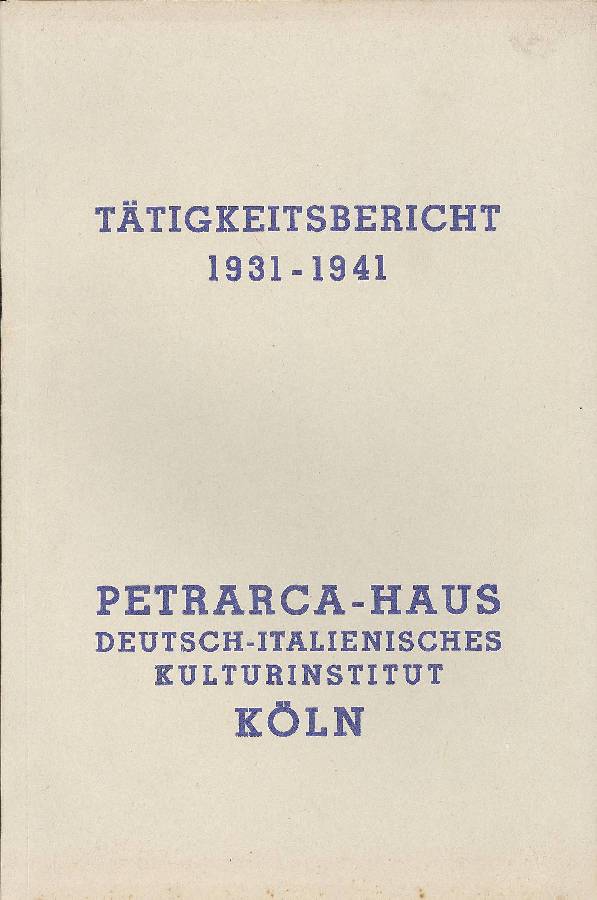 TÄTIGKEITSBERICHT
1931-1941
PETRARCA-HAUS
DEUTSCH-ITALIENISCHES
KULTURINSTITUT
KÖLN